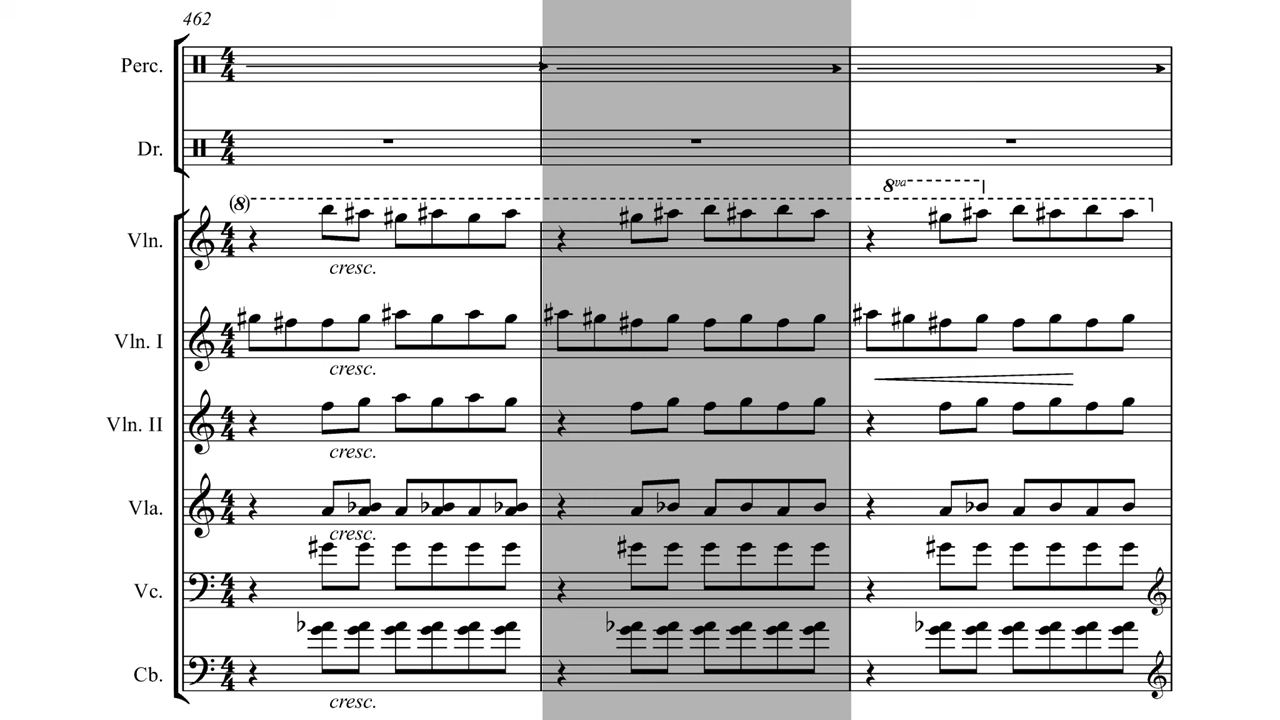 462
Perc.
Dr.
8va
(8)
Vln.
cresc.
Vln. I
cresc.
Vln. II
cresc.
Vla.
cresc.
Vc.
Cb.
cresc.